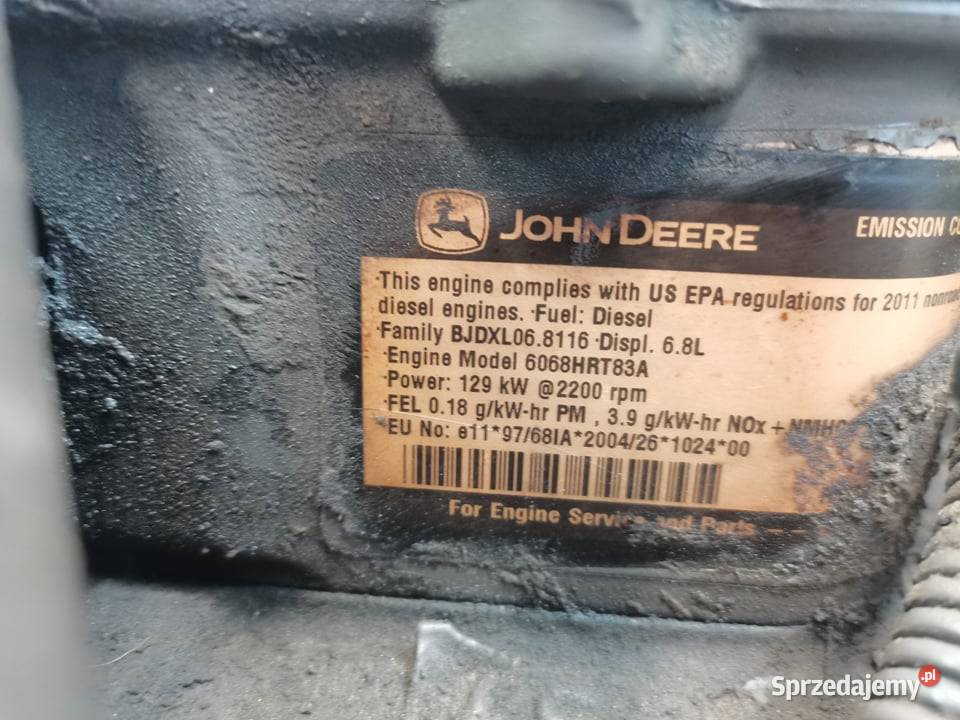 JOHN DEERE
EMISSION
This engine complies with US EPA regulations for 2011
diesel engines. ·Fuel: Diesel
·Family BJDXL06.8116 ·Displ. 6.8L
·Engine Model 6068HRT83A
·Power: 129 kW @2200 rpm
·FEL 0.18 g/kW-hr PM , 3.9 g/kW-hr NOx + NMHC
·EU No: e11*97/68IA*2004/26*1024*00
For Engine Service and Parts
Sprzedajemy.pl